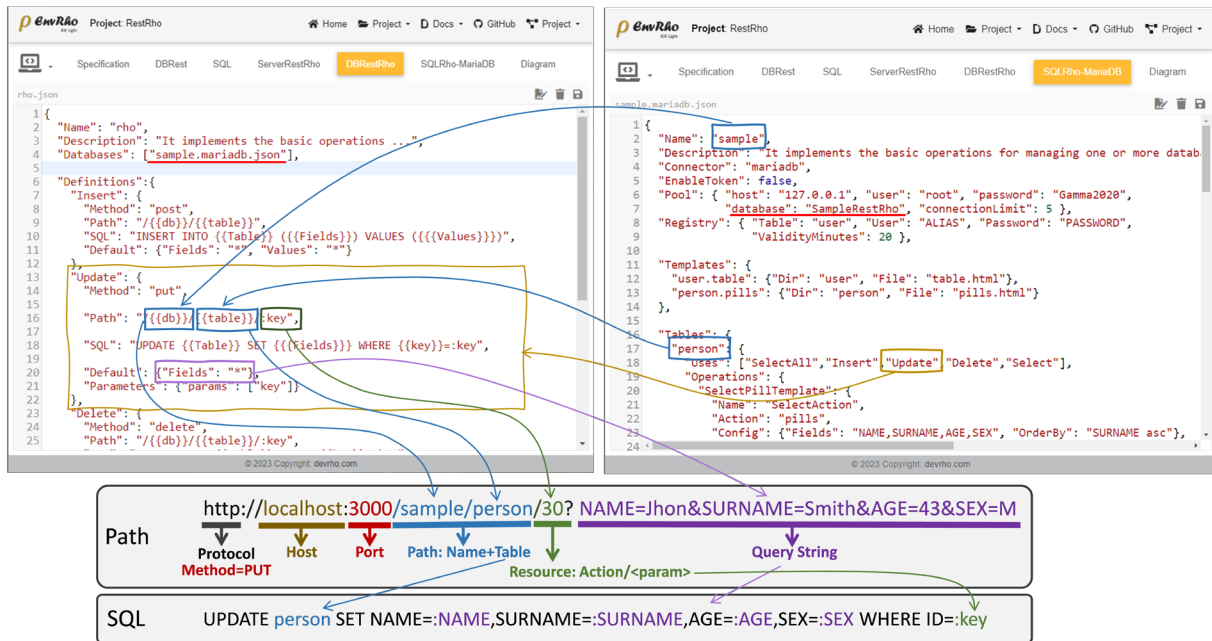 ρ EnvRho
IDE light
Project: RestRho
Home Project Docs GitHub Project
Specification DBRest SQL ServerRestRho DBRestRho SQLRho-MariaDB Diagram
rho.json
1 {
2 "Name": "rho",
3 "Description": "It implements the basic operations ...",
4 "Databases": ["sample.mariadb.json"],
5
6 "Definitions":{
7 "Insert": {
8 "Method": "post",
9 "Path": "/{{db}}/{{table}}",
10 "SQL": "INSERT INTO {{Table}} ({{Fields}}) VALUES ({{{Values}}})",
11 "Default": {"Fields": "*", "Values": "*"}
12 },
13 "Update": {
14 "Method": "put",
15
16 "Path": "/{{db}}/{{table}}/:key",
17
18 "SQL": "UPDATE {{Table}} SET {{{Fields}}} WHERE {{key}}=:key",
19
20 "Default": {"Fields": "*"},
21 "Parameters": {"params": ["key"]}
22 },
23 "Delete": {
24 "Method": "delete",
25 "Path": "/{{db}}/{{table}}/:key",
© 2023 Copyright: devrho.com
ρ EnvRho
IDE light
Project: RestRho
Home Project Docs GitHub Project
Specification DBRest SQL ServerRestRho DBRestRho SQLRho-MariaDB Diagram
sample.mariadb.json
1 {
2 "Name": "sample",
3 "Description": "It implements the basic operations for managing one or more datab
4 "Connector": "mariadb",
5 "EnableToken": false,
6 "Pool": { "host": "127.0.0.1", "user": "root", "password": "Gamma2020",
7 "database": "SampleRestRho", "connectionLimit": 5 },
8 "Registry": { "Table": "user", "User": "ALIAS", "Password": "PASSWORD",
9 "ValidityMinutes": 20 },
10
11 "Templates": {
12 "user.table": {"Dir": "user", "File": "table.html"},
13 "person.pills": {"Dir": "person", "File": "pills.html"}
14 },
15
16 "Tables": {
17 "person": {
18 "Uses": ["SelectAll","Insert","Update","Delete","Select"],
19 "Operations": {
20 "SelectPillTemplate": {
21 "Name": "SelectAction",
22 "Action": "pills",
23 "Config": {"Fields": "NAME,SURNAME,AGE,SEX", "OrderBy": "SURNAME asc"},
24
© 2023 Copyright: devrho.com
Path
http://localhost:3000/sample/person/30? NAME=Jhon&SURNAME=Smith&AGE=43&SEX=M
Protocol Host Port Path: Name+Table Query String
Method=PUT
Resource: Action/<param>
SQL
UPDATE person SET NAME=:NAME,SURNAME=:SURNAME,AGE=:AGE,SEX=:SEX WHERE ID=:key